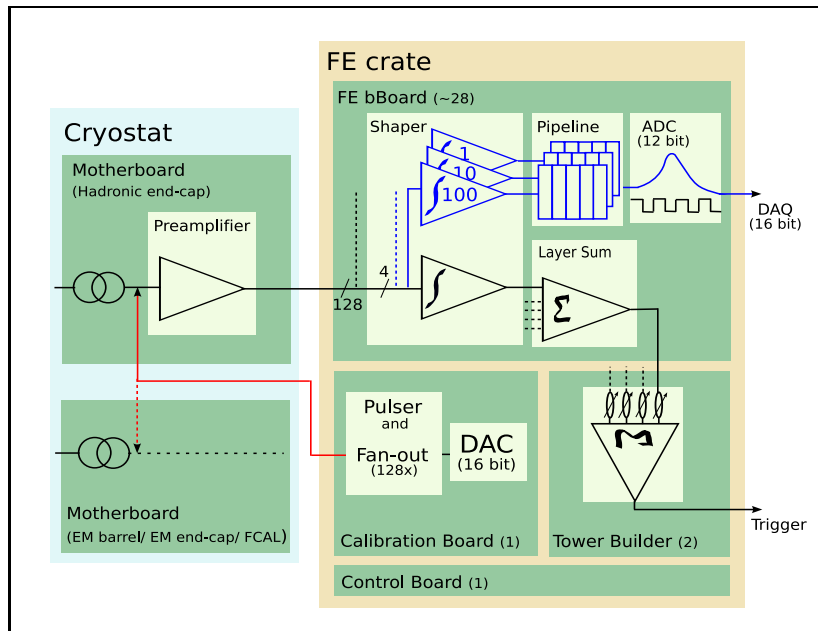 FE crate
FE bBoard (~28)
Cryostat
Motherboard
(Hadronic end-cap)
Preamplifier
Shaper
1
10
100
Pipeline
ADC
(12 bit)
DAQ
(16 bit)
128
4
Layer Sum
Σ
Pulser
and
Fan-out
(128x)
DAC
(16 bit)
Σ
Trigger
Motherboard
(EM barrel/ EM end-cap/ FCAL)
Calibration Board (1)
Tower Builder (2)
Control Board (1)